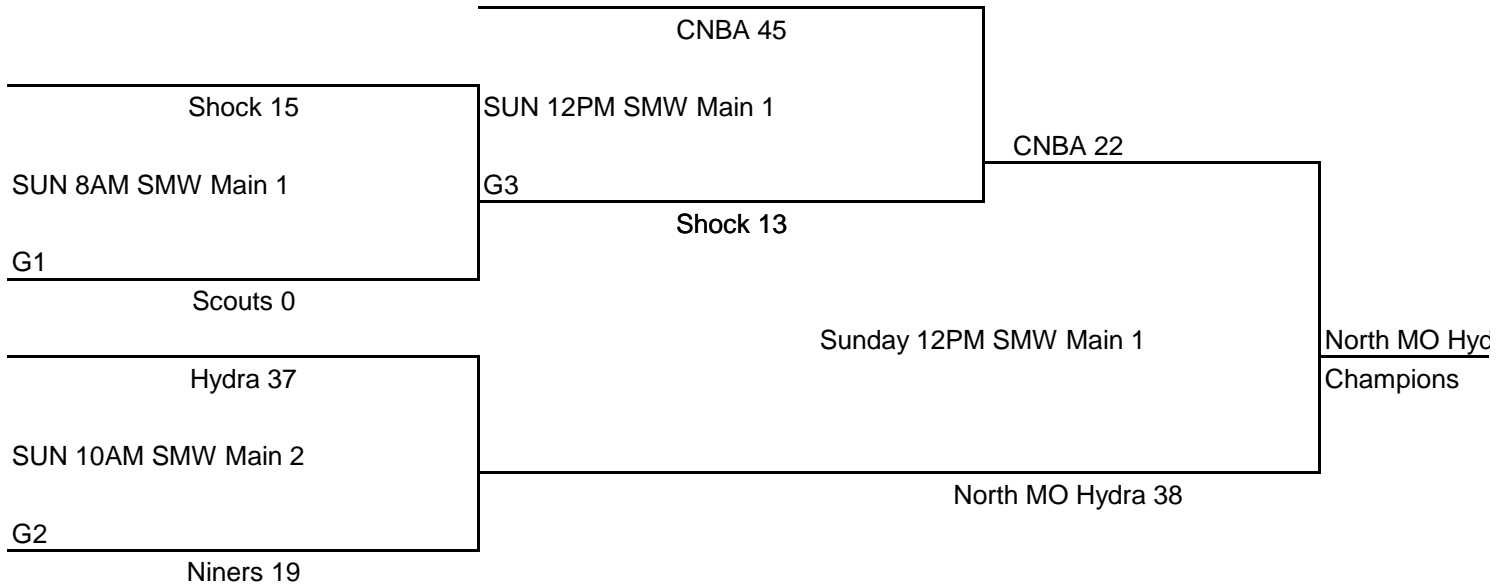 CNBA 45
Shock 15
SUN 12PM SMW Main 1
CNBA 22
SUN 8AM SMW Main 1
G3
Shock 13
G1
Scouts 0
Sunday 12PM SMW Main 1
North MO Hyd
Hydra 37
Champions
SUN 10AM SMW Main 2
North MO Hydra 38
G2
Niners 19